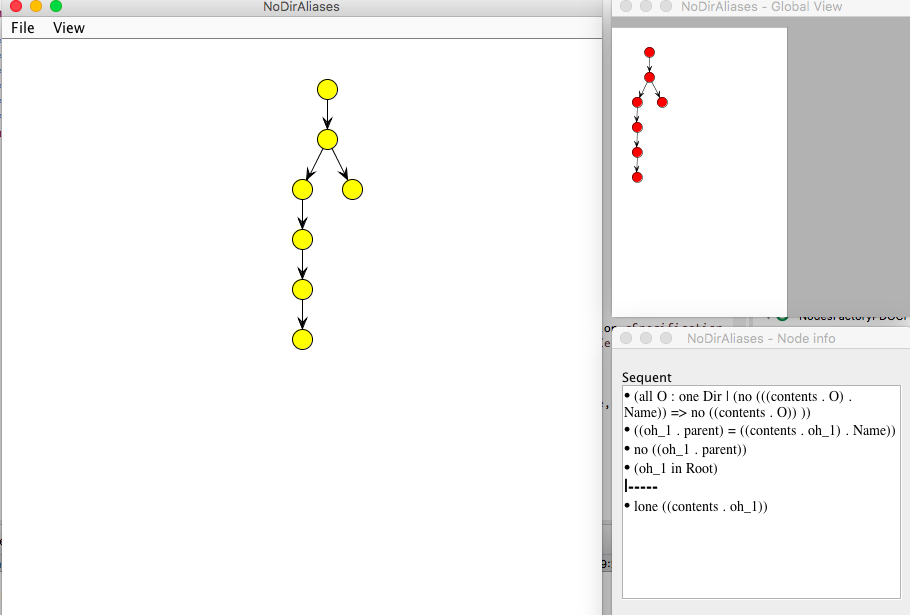 NoDirAliases
File View
NoDirAliases - Global View
NoDirAliases - Node info
Sequent
• (all O : one Dir | (no (((contents . O) .
Name)) => no ((contents . O)) ))
• ((oh_1 . parent) = ((contents . oh_1) . Name))
• no ((oh_1 . parent))
• (oh_1 in Root)
|-----
• lone ((contents . oh_1))